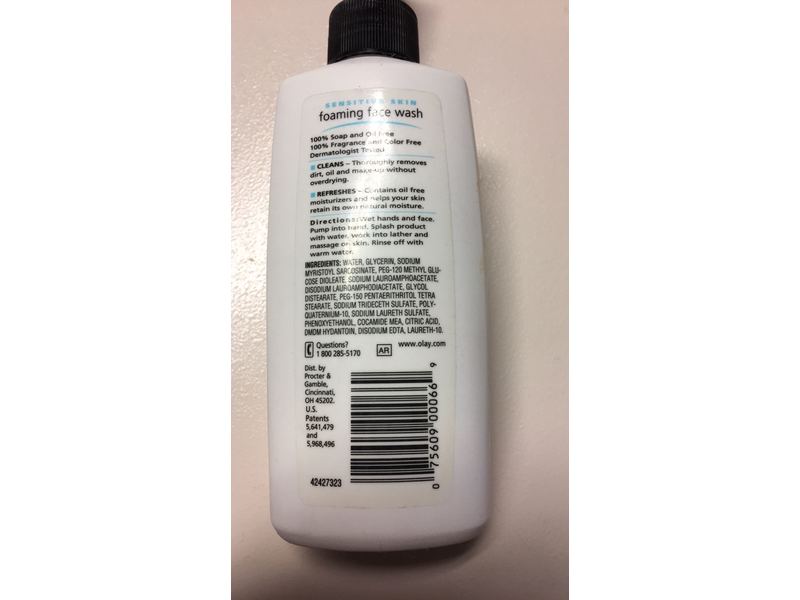 SENSITIVE SKIN
foaming face wash
100% Soap and Oil Free
100% Fragrance and Color Free
Dermatologist Tested
CLEANS – Thoroughly removes
dirt, oil and make-up without
overdrying.
REFRESHES – Contains oil free
moisturizers and helps your skin
retain its own natural moisture.
Directions: Wet hands and face.
Pump into hand. Splash product
with water, work into lather and
massage on skin. Rinse off with
warm water.
INGREDIENTS: WATER, GLYCERIN, SODIUM
MYRISTOYL SARCOSINATE, PEG-120 METHYL GLU-
COSE DIOLEATE, SODIUM LAUROAMPHOACETATE,
DISODIUM LAUROAMPHODIACETATE, GLYCOL
DISTEARATE, PEG-150 PENTAERITHRITOL TETRA
STEARATE, SODIUM TRIDECETH SULFATE, POLY-
QUATERNIUM-10, SODIUM LAURETH SULFATE,
PHENOXYETHANOL, COCAMIDE MEA, CITRIC ACID,
DMDM HYDANTOIN, DISODIUM EDTA, LAURETH-10.
Questions? www.olay.com
1 800 285-5170 AR
Dist. by
Procter &
Gamble,
Cincinnati,
OH 45202.
U.S.
Patents
5,641,479
and
5,968,496
42427323
0 75609 00066 9